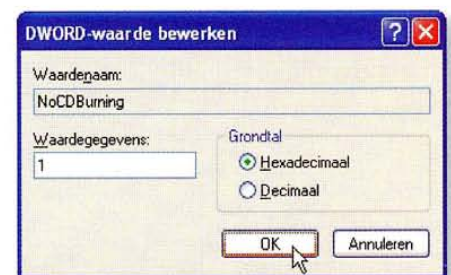 DWORD-waarde bewerken
Waardenaam:
NoCDBurning
Waardegegevens:
1
Grondtal
Hexadecimaal
Decimaal
OK
Annuleren